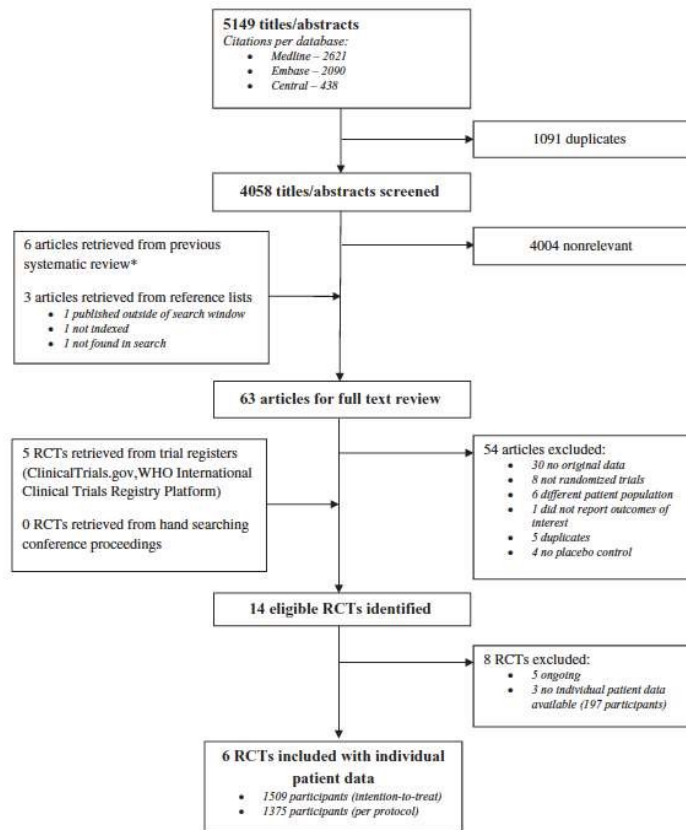 5149 titles/abstracts
Citations per database:
• Medline – 2621
• Embase – 2090
• Central – 438
1091 duplicates
4058 titles/abstracts screened
6 articles retrieved from previous
systematic review*
3 articles retrieved from reference lists
• 1 published outside of search window
• 1 not indexed
• 1 not found in search
4004 nonrelevant
63 articles for full text review
5 RCTs retrieved from trial registers
(ClinicalTrials.gov,WHO International
Clinical Trials Registry Platform)
0 RCTs retrieved from hand searching
conference proceedings
54 articles excluded:
• 30 no original data
• 8 not randomized trials
• 6 different patient population
• 1 did not report outcomes of
interest
• 5 duplicates
• 4 no placebo control
14 eligible RCTs identified
8 RCTs excluded:
• 5 ongoing
• 3 no individual patient data
available (197 participants)
6 RCTs included with individual
patient data
• 1509 participants (intention-to-treat)
• 1375 participants (per protocol)